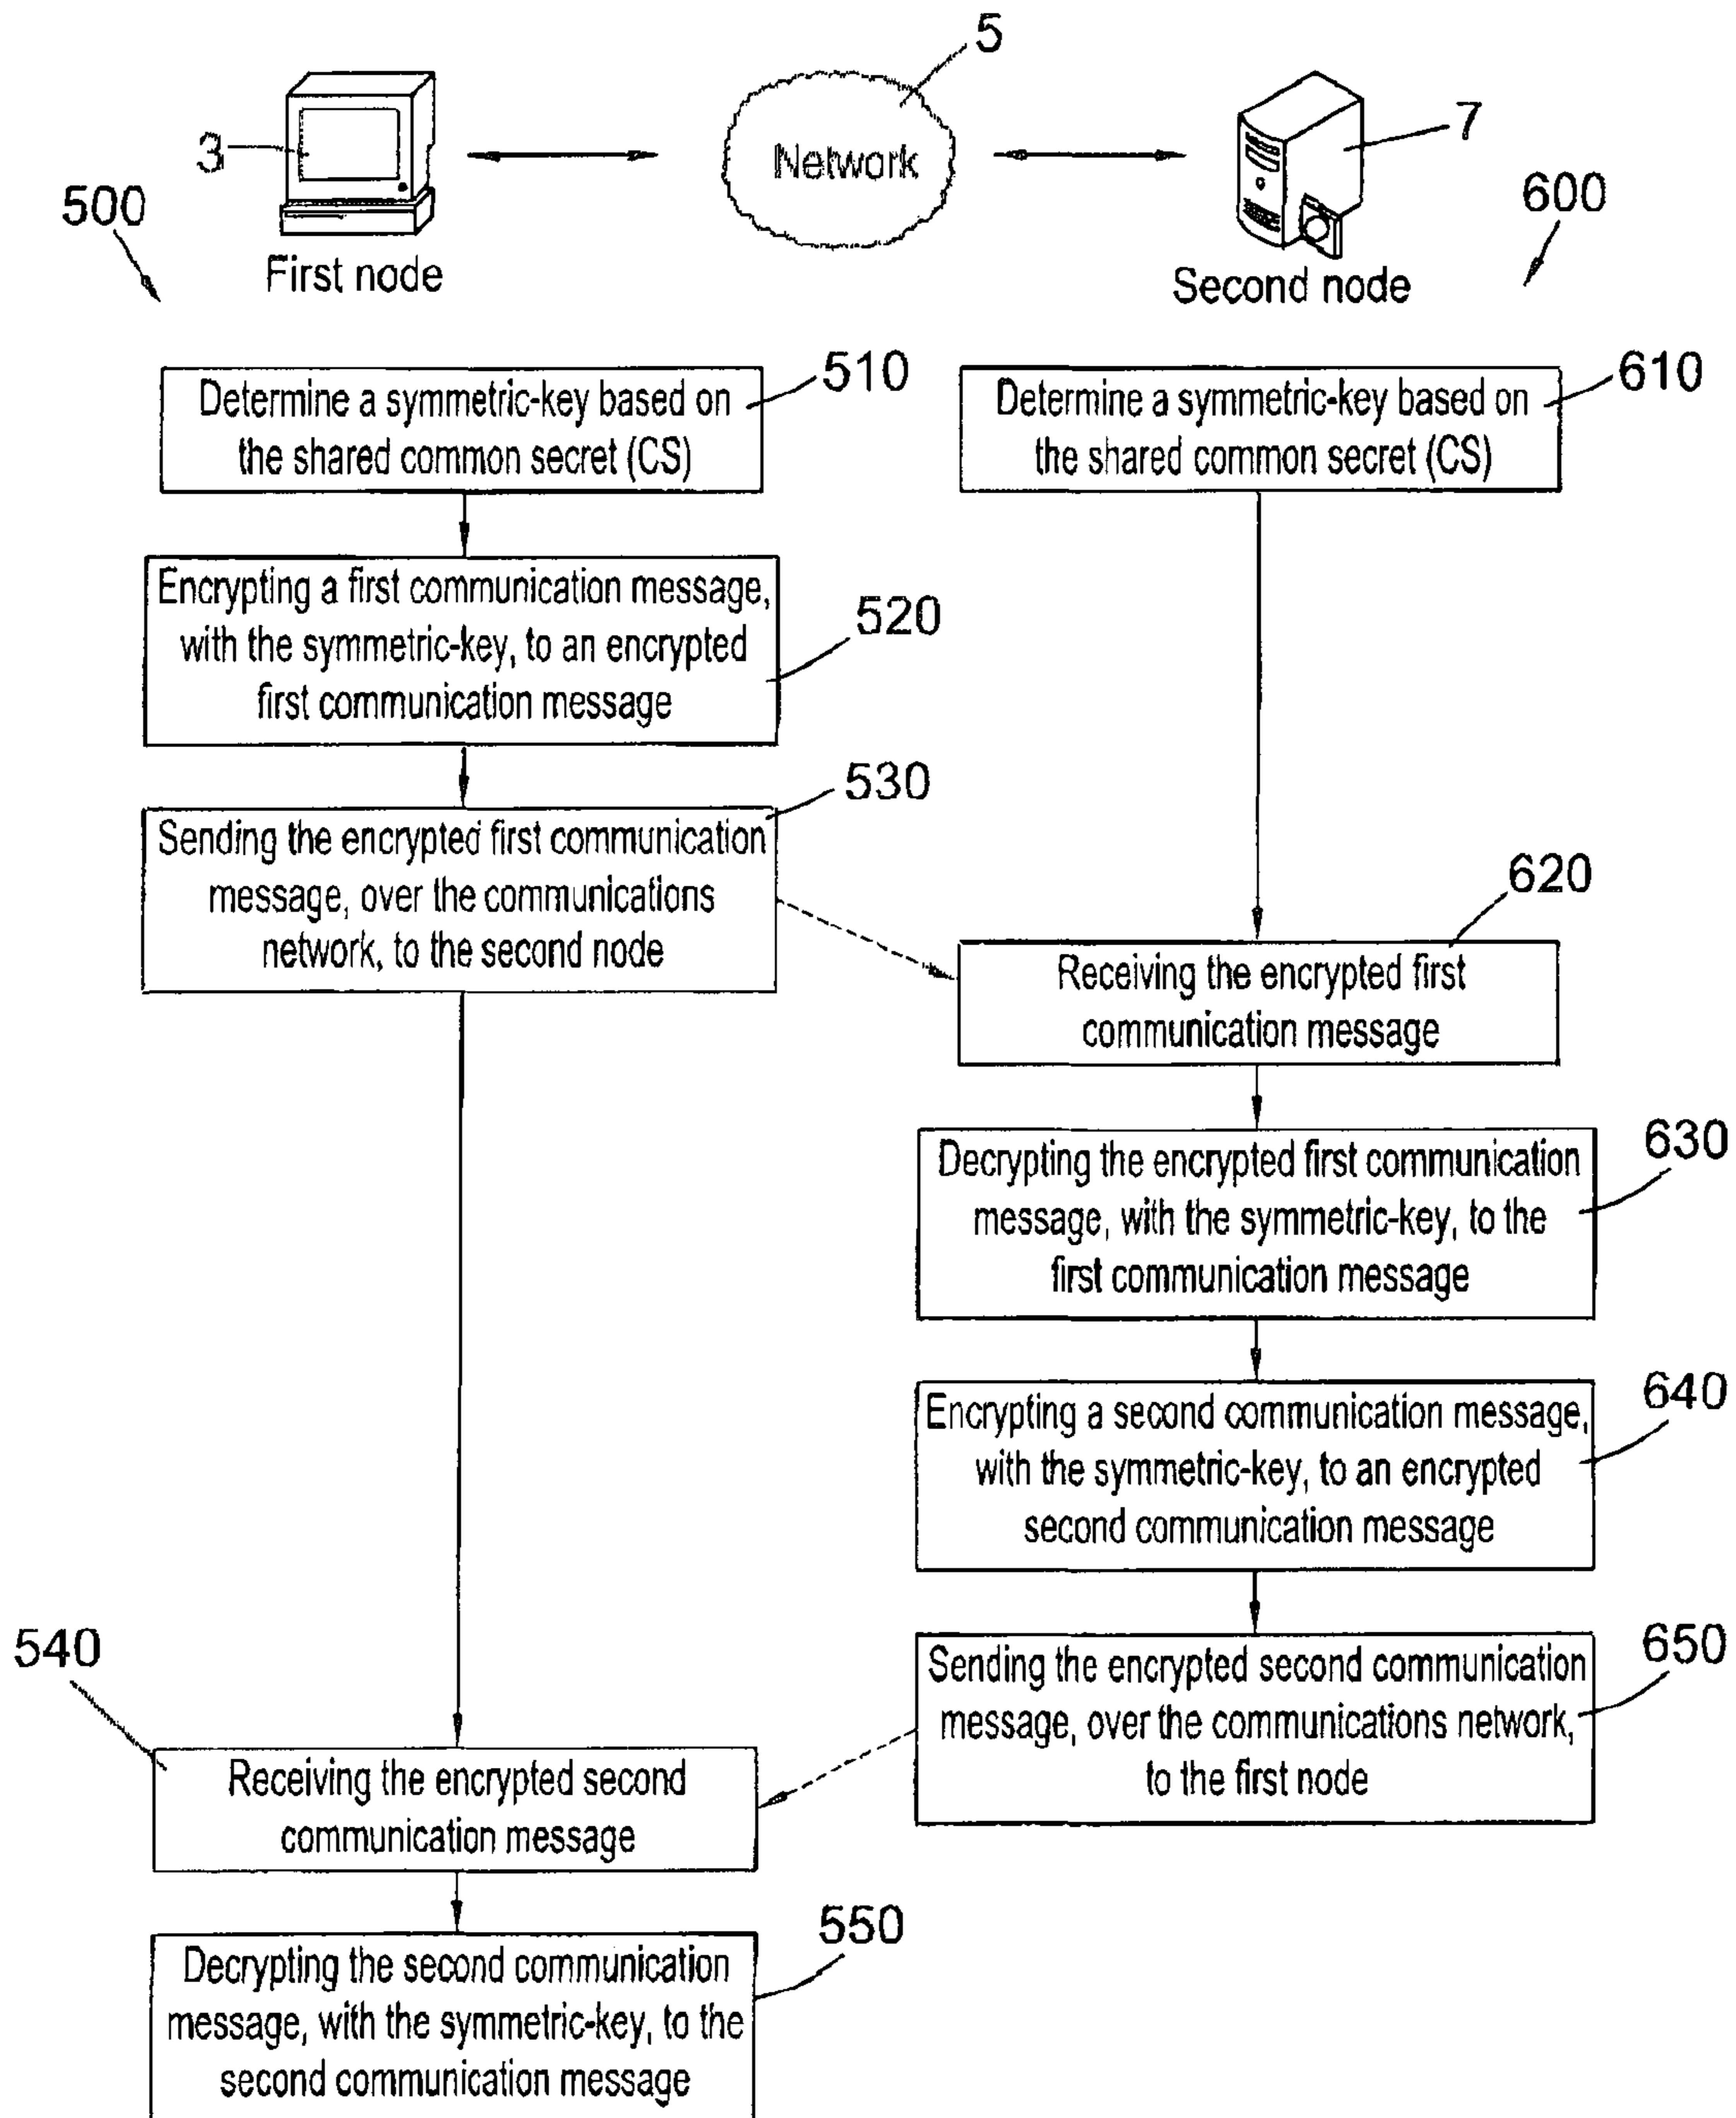 5
3
Network
7
500
600
First node
Second node
510
Determine a symmetric-key based on
the shared common secret (CS)
610
Determine a symmetric-key based on
the shared common secret (CS)
Encrypting a first communication message,
with the symmetric-key, to an encrypted
first communication message
520
530
Sending the encrypted first communication
message, over the communications
network, to the second node
620
Receiving the encrypted first
communication message
630
Decrypting the encrypted first communication
message, with the symmetric-key, to the
first communication message
640
Encrypting a second communication message,
with the symmetric-key, to an encrypted
second communication message
650
Sending the encrypted second communication
message, over the communications network,
to the first node
540
Receiving the encrypted second
communication message
550
Decrypting the second communication
message, with the symmetric-key, to the
second communication message